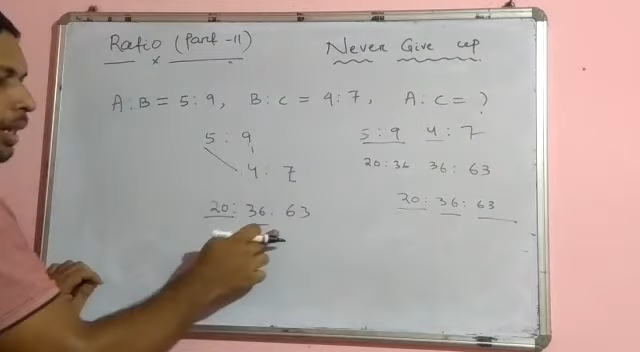 Ratio (Part -11)
Never Give up
A:B = 5:9, B:C = 4:7, A:C = ?
5 : 9
4 : 7
20: 36: 63
5 : 9 4 : 7
20:36 36: 63
20: 36: 63